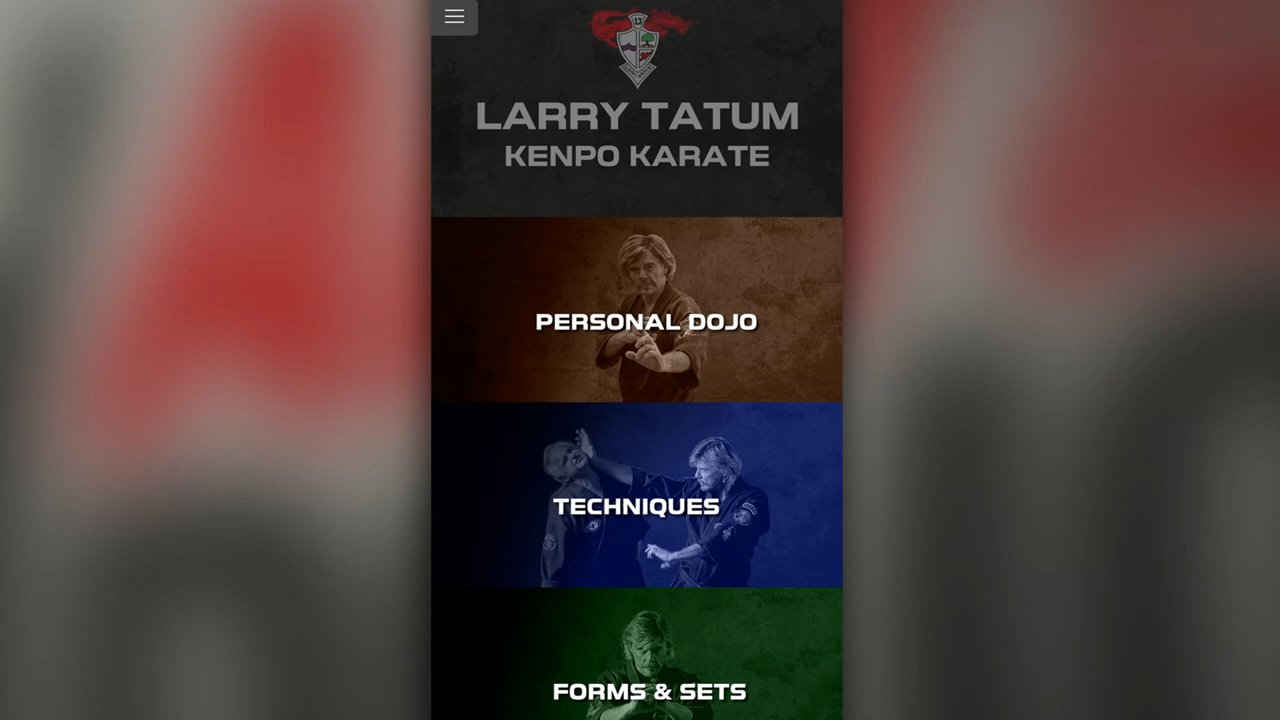 LARRY TATUM
KENPO KARATE
PERSONAL DOJO
TECHNIQUES
FORMS & SETS